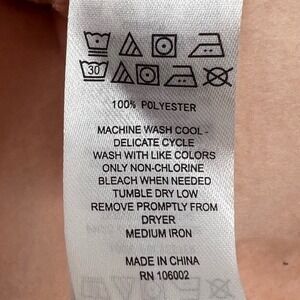 30
100% POLYESTER
MACHINE WASH COOL -
DELICATE CYCLE
WASH WITH LIKE COLORS
ONLY NON-CHLORINE
BLEACH WHEN NEEDED
TUMBLE DRY LOW
REMOVE PROMPTLY FROM
DRYER
MEDIUM IRON
MADE IN CHINA
RN 106002